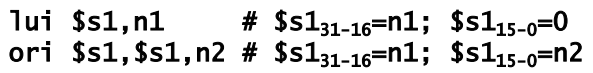 lui $s1,n1 # $s1₃₁₋₁₆=n1; $s1₁₅₋₀=0
ori $s1,$s1,n2 # $s1₃₁₋₁₆=n1; $s1₁₅₋₀=n2